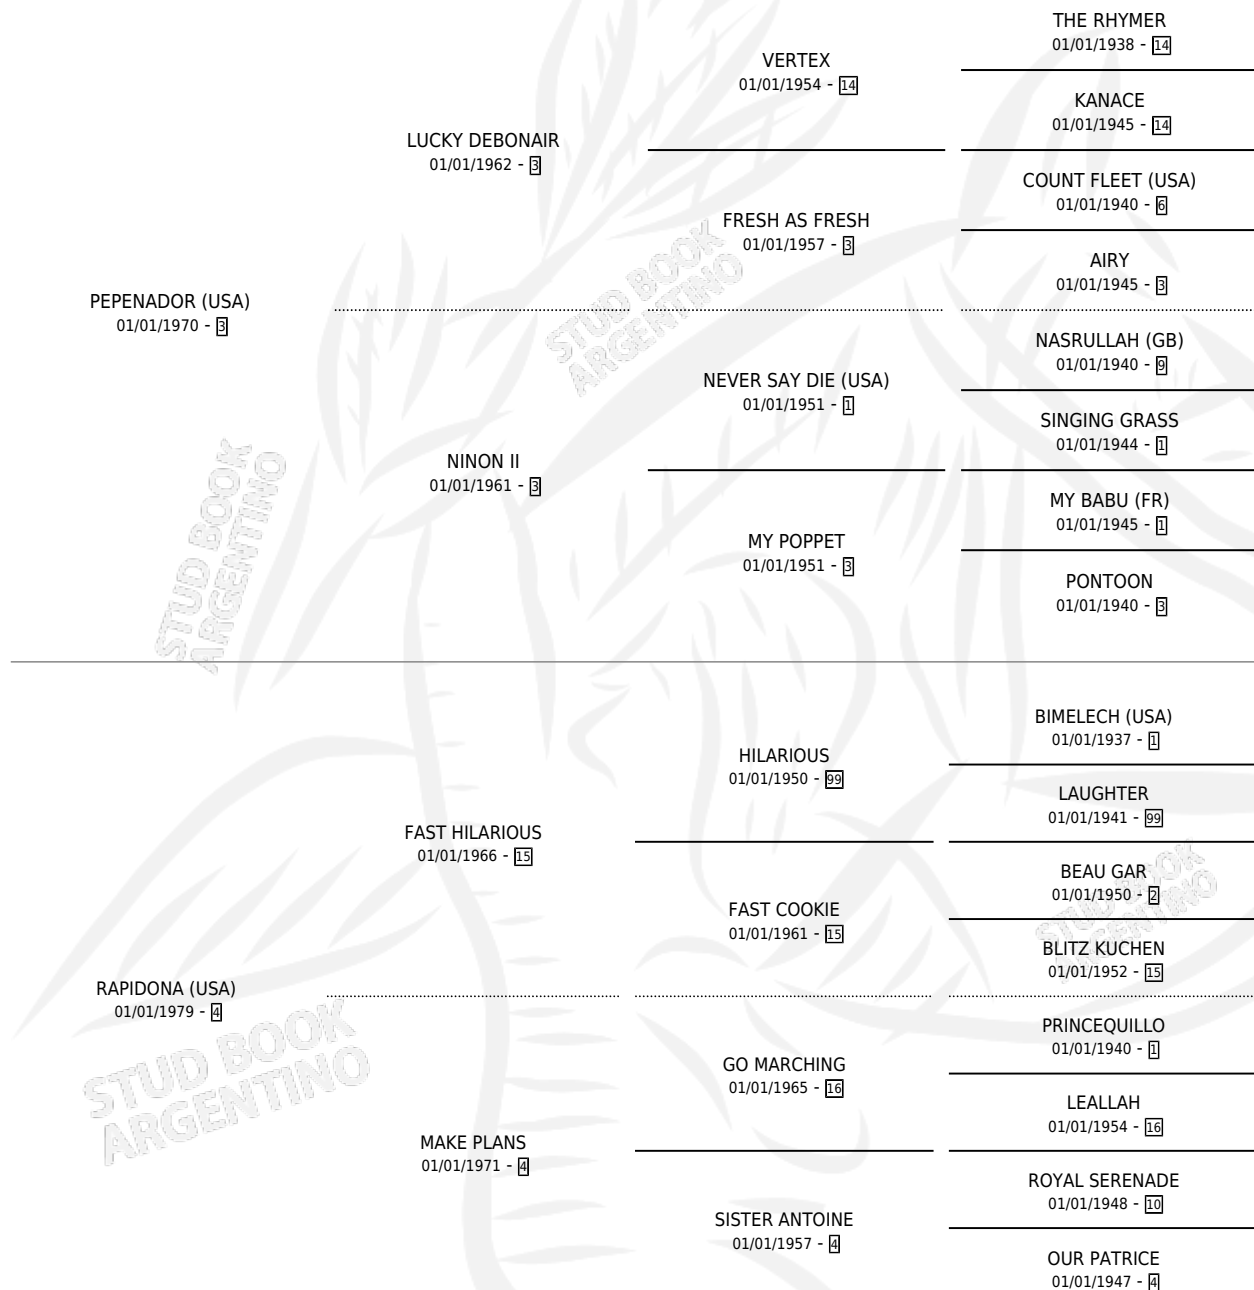 THE RHYMER
01/01/1938 - 14
VERTEX
01/01/1954 - 14
KANACE
01/01/1945 - 14
LUCKY DEBONAIR
01/01/1962 - 3
COUNT FLEET (USA)
01/01/1940 - 6
FRESH AS FRESH
01/01/1957 - 3
AIRY
01/01/1945 - 3
PEPENADOR (USA)
01/01/1970 - 3
NASRULLAH (GB)
01/01/1940 - 9
NEVER SAY DIE (USA)
01/01/1951 - 1
SINGING GRASS
01/01/1944 - 1
NINON II
01/01/1961 - 3
MY BABU (FR)
01/01/1945 - 1
MY POPPET
01/01/1951 - 3
PONTOON
01/01/1940 - 3
BIMELECH (USA)
01/01/1937 - 1
HILARIOUS
01/01/1950 - 99
LAUGHTER
01/01/1941 - 99
FAST HILARIOUS
01/01/1966 - 15
BEAU GAR
01/01/1950 - 2
FAST COOKIE
01/01/1961 - 15
BLITZ KUCHEN
01/01/1952 - 15
RAPIDONA (USA)
01/01/1979 - 4
PRINCEQUILLO
01/01/1940 - 1
GO MARCHING
01/01/1965 - 16
LEALLAH
01/01/1954 - 16
MAKE PLANS
01/01/1971 - 4
ROYAL SERENADE
01/01/1948 - 10
SISTER ANTOINE
01/01/1957 - 4
OUR PATRICE
01/01/1947 - 4
STUD BOOK
ARGENTINO
STUD BOOK
ARGENTINO
STUD BOOK
ARGENTINO
STUD BOOK
ARGENTINO